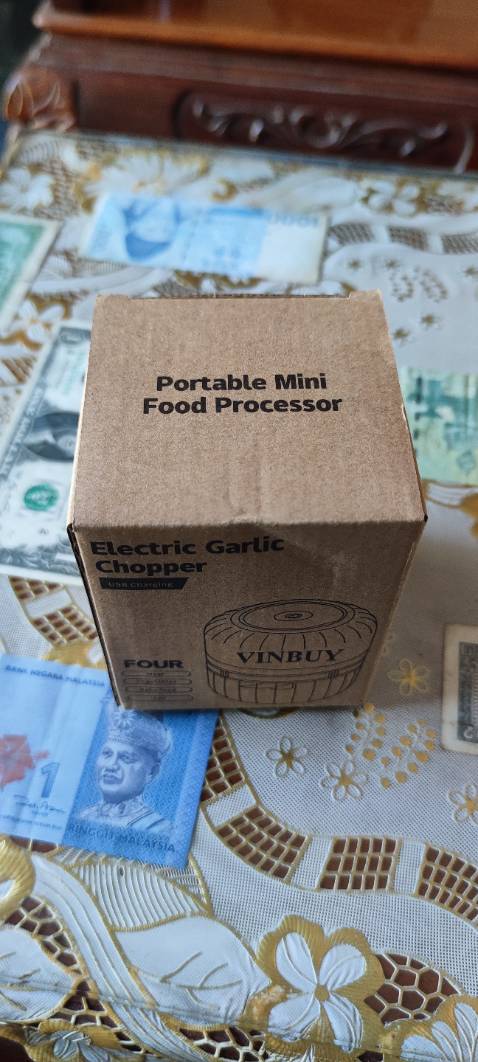 Portable Mini
Food Processor
Electric Garlic
Chopper
USB Charging
VINBUY
FOUR
BANK NEGARA MALAYSIA
1
RINGGIT MALAYSIA